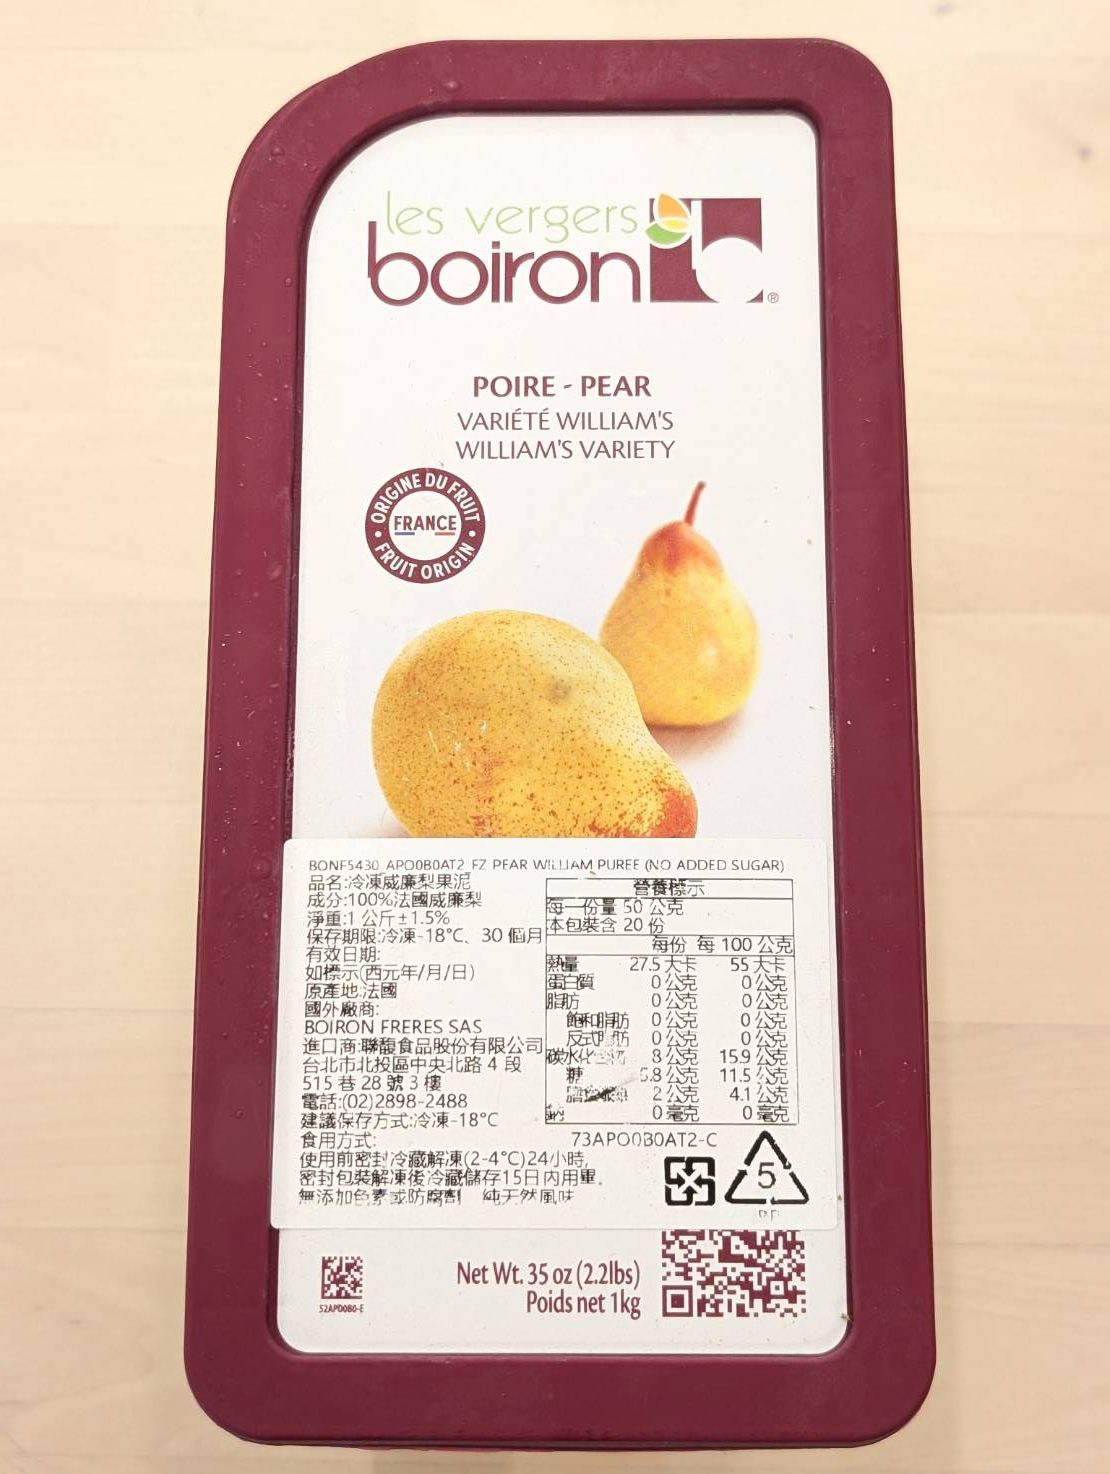 les vergers
boiron
®
POIRE - PEAR
VARIÉTÉ WILLIAM'S
WILLIAM'S VARIETY
ORIGINE DU FRUIT
FRANCE
FRUIT ORIGIN
BONF5430 APO0B0AT2 FZ PEAR WILLIAM PUREE (NO ADDED SUGAR)
品名:冷凍威廉梨果泥
成分:100%法國威廉梨
淨重:1 公斤±1.5%
保存期限:冷凍-18°C、30 個月
有效日期:
如標示(西元年/月/日)
原產地:法國
國外廠商:
BOIRON FRERES SAS
進口商:聯馥食品股份有限公司
台北市北投區中央北路 4 段
515 巷 28 號 3 樓
電話:(02)2898-2488
建議保存方式:冷凍-18°C
食用方式:
使用前密封冷藏解凍(2-4°C)24小時,
密封包裝解凍後冷藏儲存15日內用畢.
無添加色素或防腐劑 純天然風味
營養標示
每一份量 50 公克
本包裝含 20 份
每份 每 100 公克
熱量 27.5 大卡 55 大卡
蛋白質 0 公克 0 公克
脂肪 0 公克 0 公克
飽和脂肪 0 公克 0 公克
反式脂肪 0 公克 0 公克
碳水化合物 8 公克 15.9 公克
糖 5.8 公克 11.5 公克
2 公克 4.1 公克
鈉 0 毫克 0 毫克
73APO0B0AT2-C
5
52APO0B0-E
Net Wt. 35 oz (2.2lbs)
Poids net 1kg